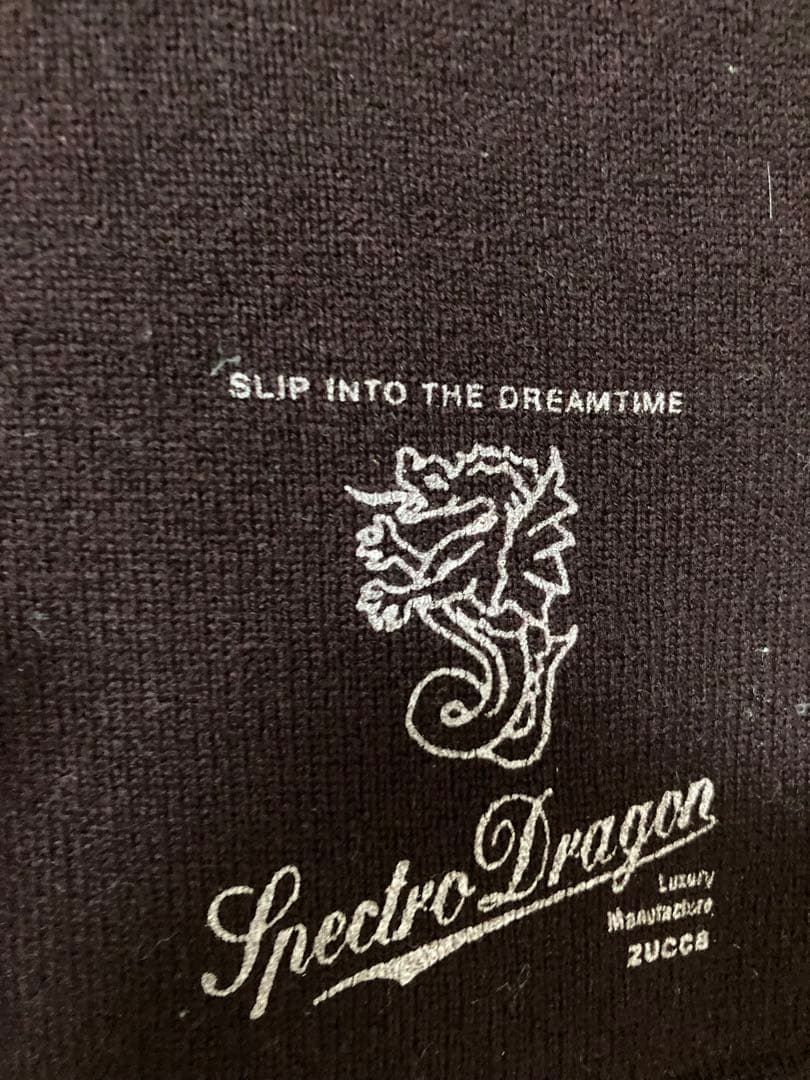 SLIP INTO THE DREAMTIME
Spectro Dragon
Luxury
Manufacture
ZUCCa